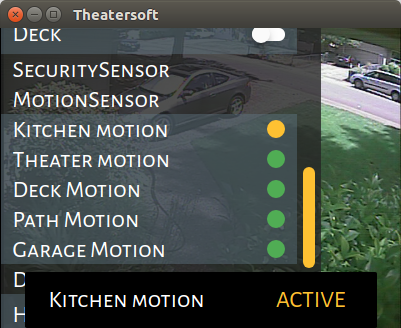 Theatersoft
Deck
SecuritySensor
MotionSensor
Kitchen motion
Theater motion
Deck Motion
Path Motion
Garage Motion
D
Kitchen motion ACTIVE
H